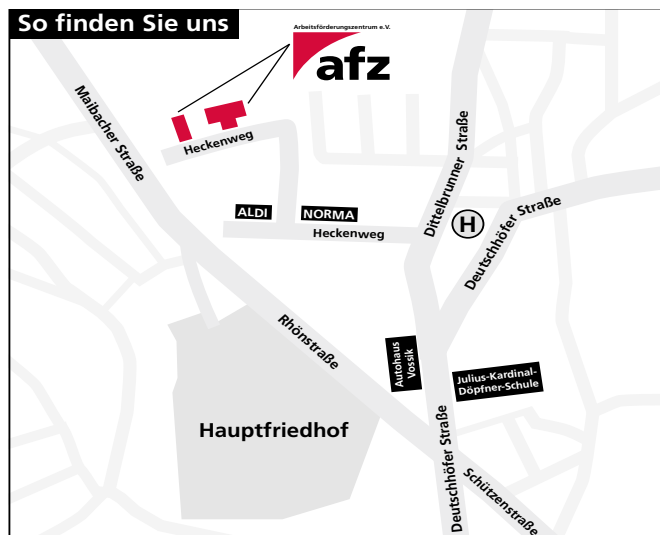 So finden Sie uns
Arbeitsförderungszentrum e.V.
afz
Maibacher Straße
Heckenweg
ALDI
NORMA
Heckenweg
Dittelbrunner Straße
H
Deutschhöfer Straße
Rhönstraße
Autohaus
Vossik
Julius-Kardinal-
Döpfner-Schule
Hauptfriedhof
Deutschhöfer Straße
Schützenstraße